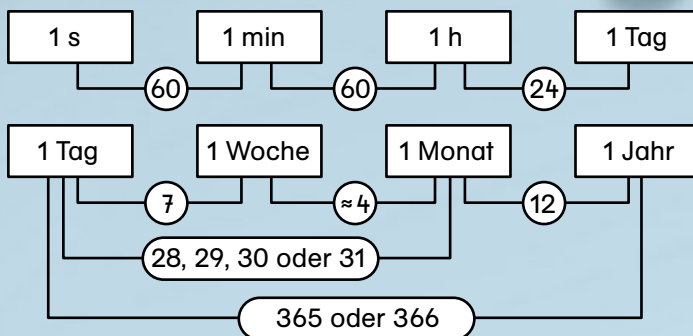 1 s 1 min 1 h 1 Tag
60 60 24
1 Tag 1 Woche 1 Monat 1 Jahr
7 ≈4 12
28, 29, 30 oder 31
365 oder 366